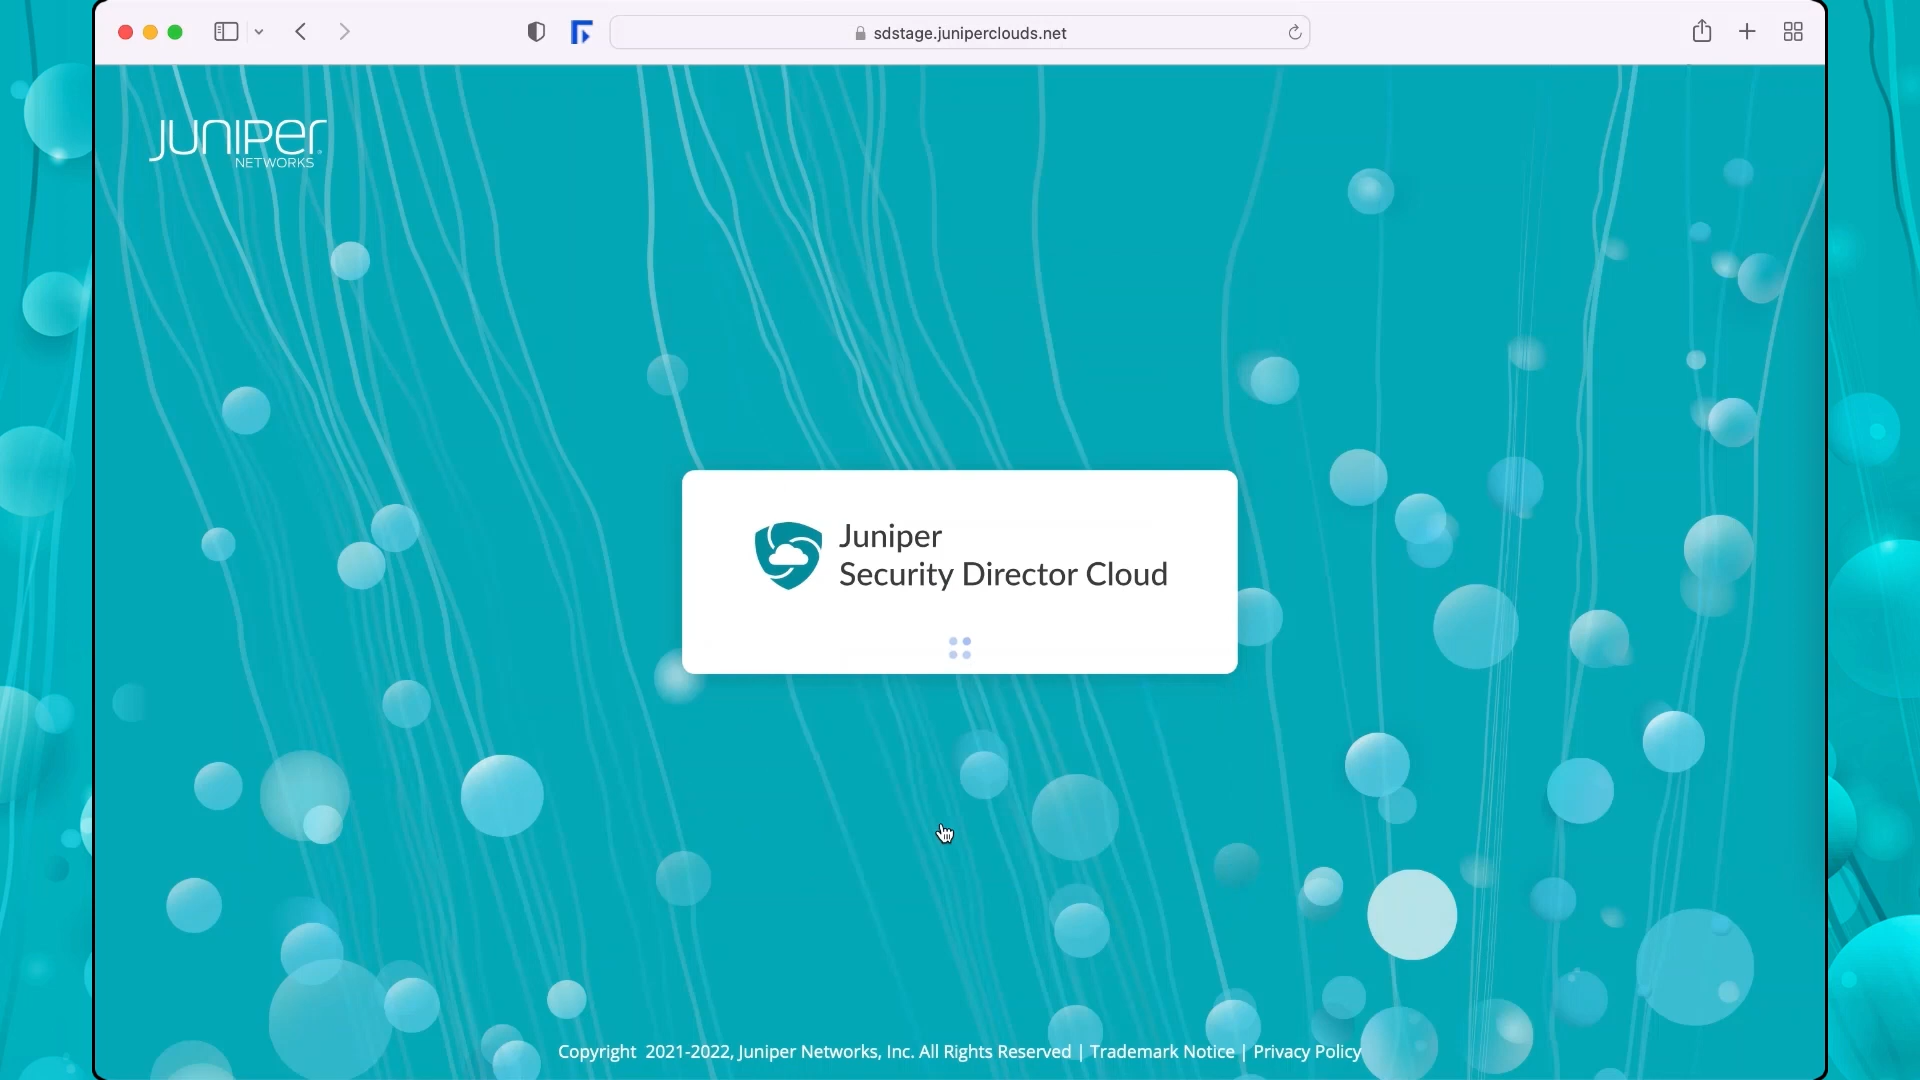 sdstage.juniperclouds.net
Juniper
NETWORKS
Juniper
Security Director Cloud
Copyright 2021-2022, Juniper Networks, Inc. All Rights Reserved | Trademark Notice | Privacy Policy